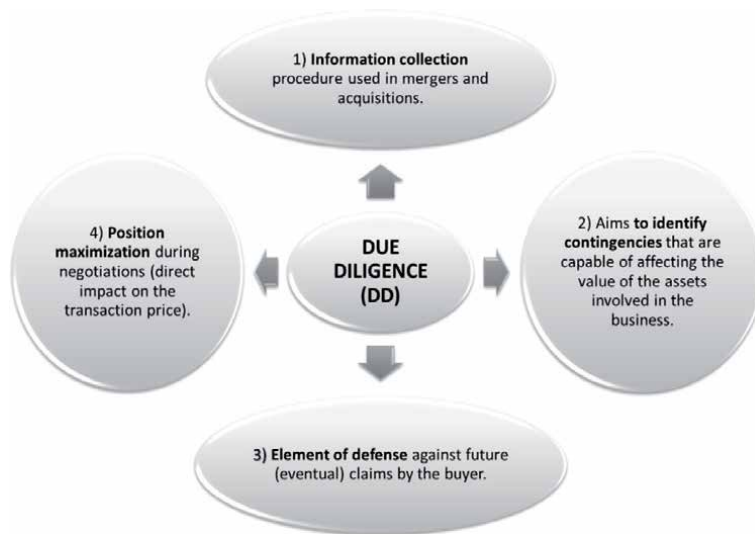 1) Information collection
procedure used in mergers and
acquisitions.
4) Position
maximization during
negotiations (direct
impact on the
transaction price).
DUE
DILIGENCE
(DD)
2) Aims to identify
contingencies that are
capable of affecting the
value of the assets
involved in the
business.
3) Element of defense against future
(eventual) claims by the buyer.